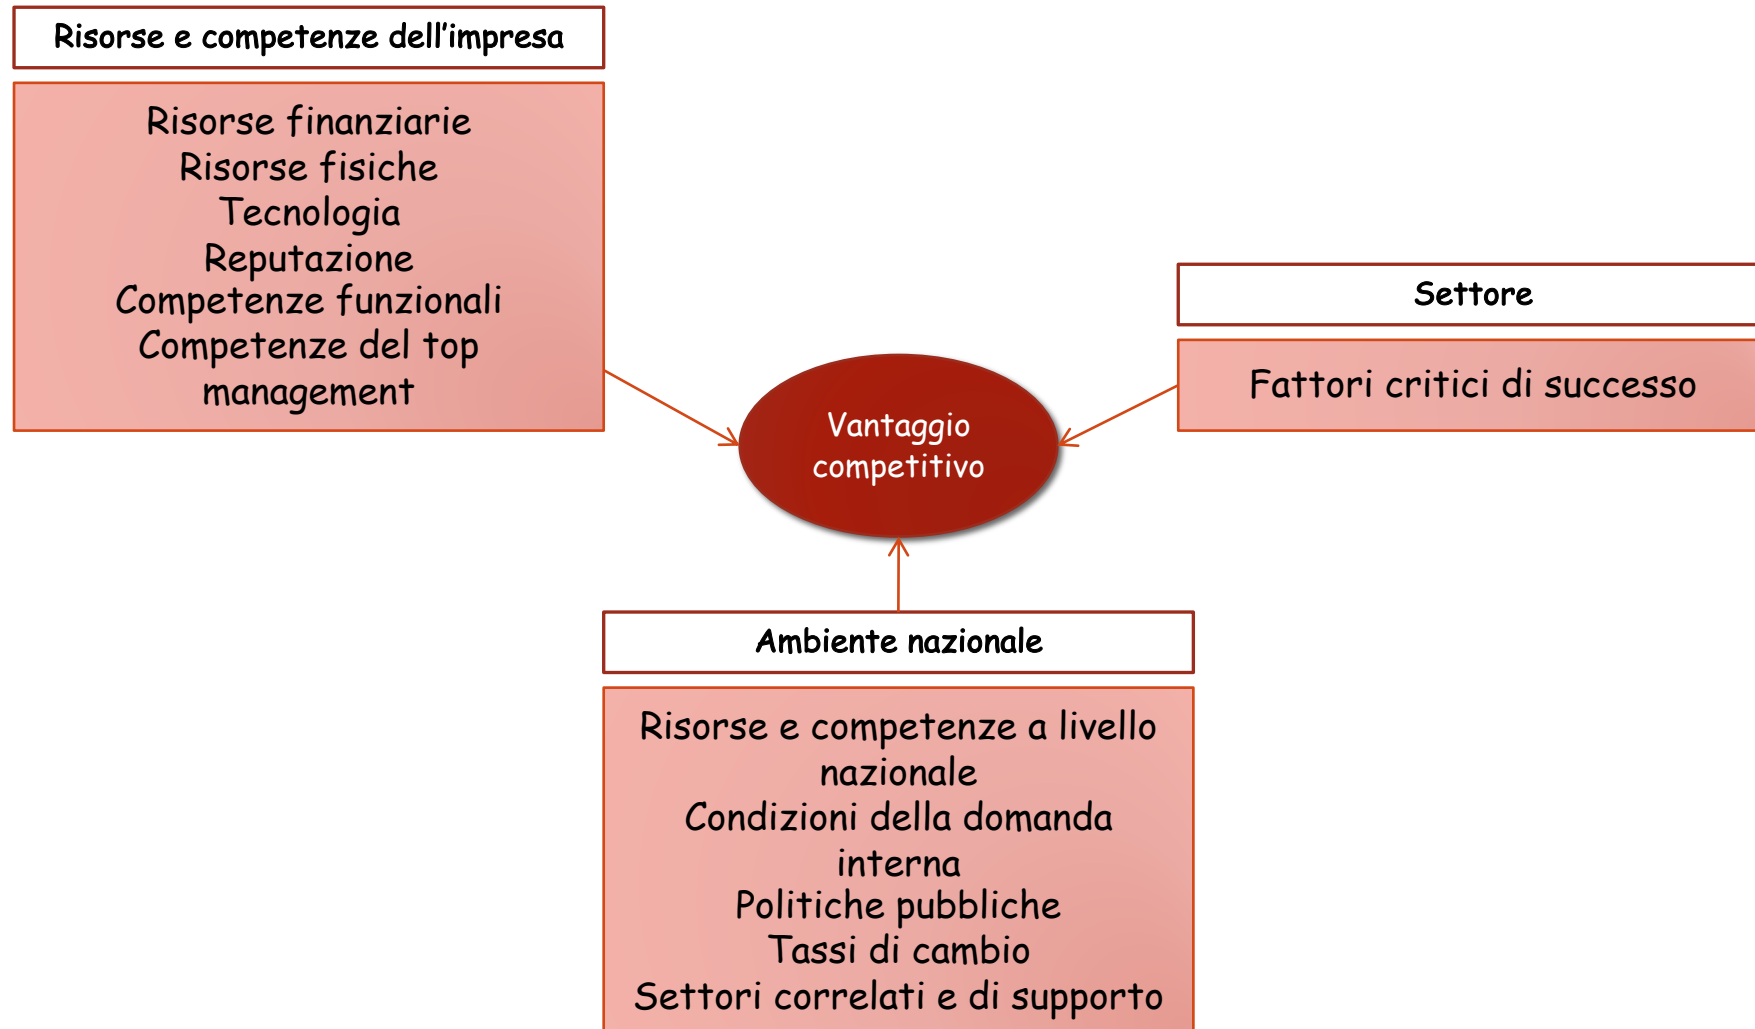 Risorse e competenze dell'impresa
Risorse finanziarie
Risorse fisiche
Tecnologia
Reputazione
Competenze funzionali
Competenze del top
management
Settore
Fattori critici di successo
Vantaggio
competitivo
Ambiente nazionale
Risorse e competenze a livello
nazionale
Condizioni della domanda
interna
Politiche pubbliche
Tassi di cambio
Settori correlati e di supporto